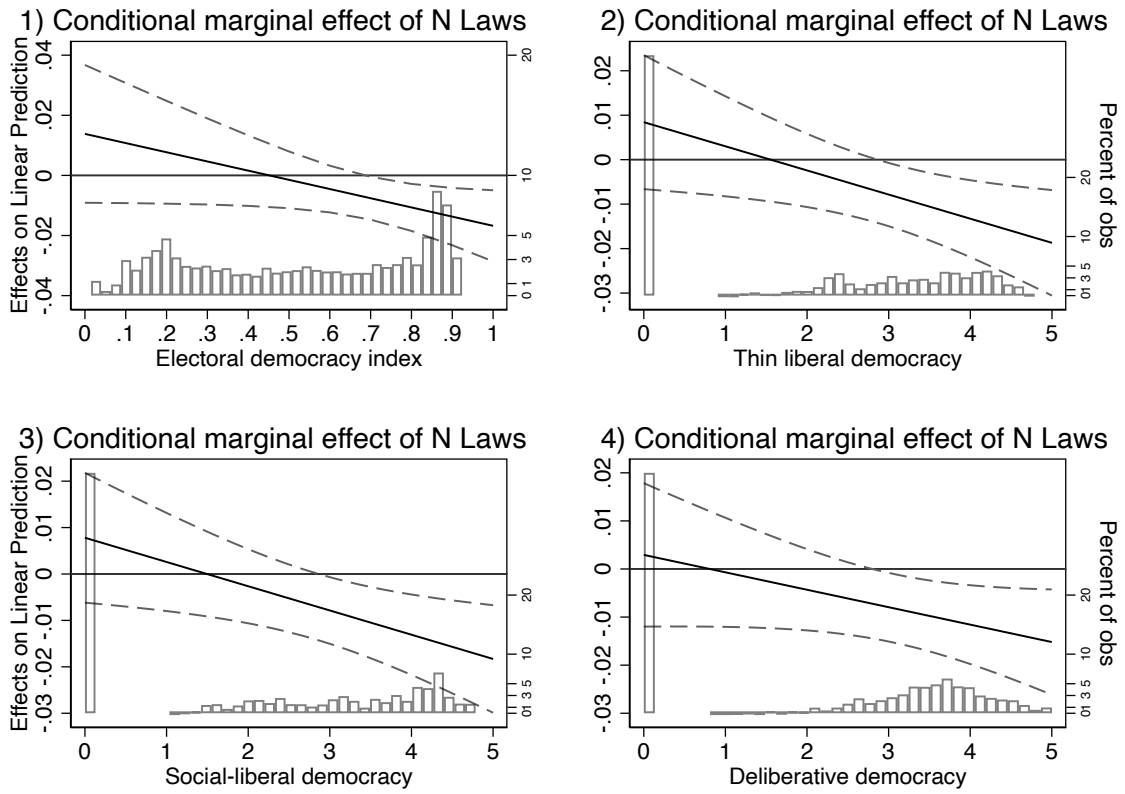 1) Conditional marginal effect of N Laws
Effects on Linear Prediction
.04
.02
0
-.02
-.04
20
10
5
3
1
0
0 .1 .2 .3 .4 .5 .6 .7 .8 .9 1
Electoral democracy index
2) Conditional marginal effect of N Laws
.02
.01
0
-.01
-.02
-.03
20
10
5
3
1
0
Percent of obs
0 1 2 3 4 5
Thin liberal democracy
3) Conditional marginal effect of N Laws
Effects on Linear Prediction
.02
.01
0
-.01
-.02
-.03
20
10
5
3
1
0
0 1 2 3 4 5
Social-liberal democracy
4) Conditional marginal effect of N Laws
.02
.01
0
-.01
-.02
-.03
20
10
5
3
1
0
Percent of obs
0 1 2 3 4 5
Deliberative democracy